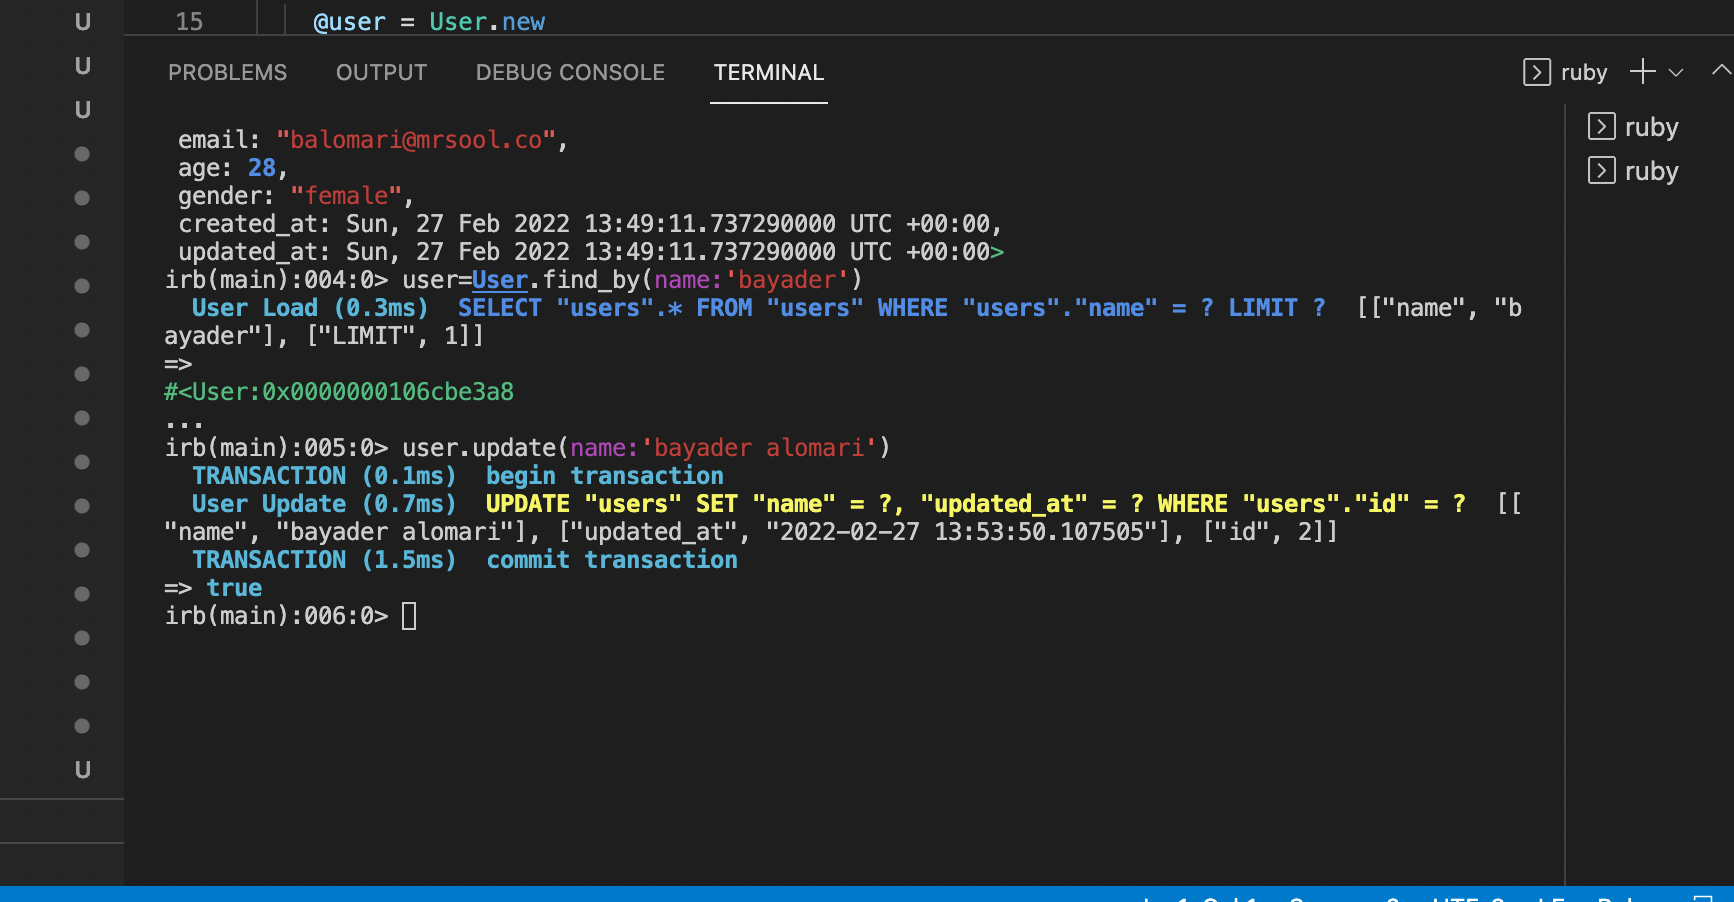 U
15 @user = User.new
U
U
PROBLEMS OUTPUT DEBUG CONSOLE TERMINAL ruby
ruby
ruby
email: "balomari@mrsool.co",
age: 28,
gender: "female",
created_at: Sun, 27 Feb 2022 13:49:11.737290000 UTC +00:00,
updated_at: Sun, 27 Feb 2022 13:49:11.737290000 UTC +00:00>
irb(main):004:0> user=User.find_by(name:'bayader')
User Load (0.3ms) SELECT "users".* FROM "users" WHERE "users"."name" = ? LIMIT ? [["name", "b
ayader"], ["LIMIT", 1]]
=>
#<User:0x0000000106cbe3a8
...
irb(main):005:0> user.update(name:'bayader alomari')
TRANSACTION (0.1ms) begin transaction
User Update (0.7ms) UPDATE "users" SET "name" = ?, "updated_at" = ? WHERE "users"."id" = ? [[
"name", "bayader alomari"], ["updated_at", "2022-02-27 13:53:50.107505"], ["id", 2]]
TRANSACTION (1.5ms) commit transaction
=> true
irb(main):006:0>
U